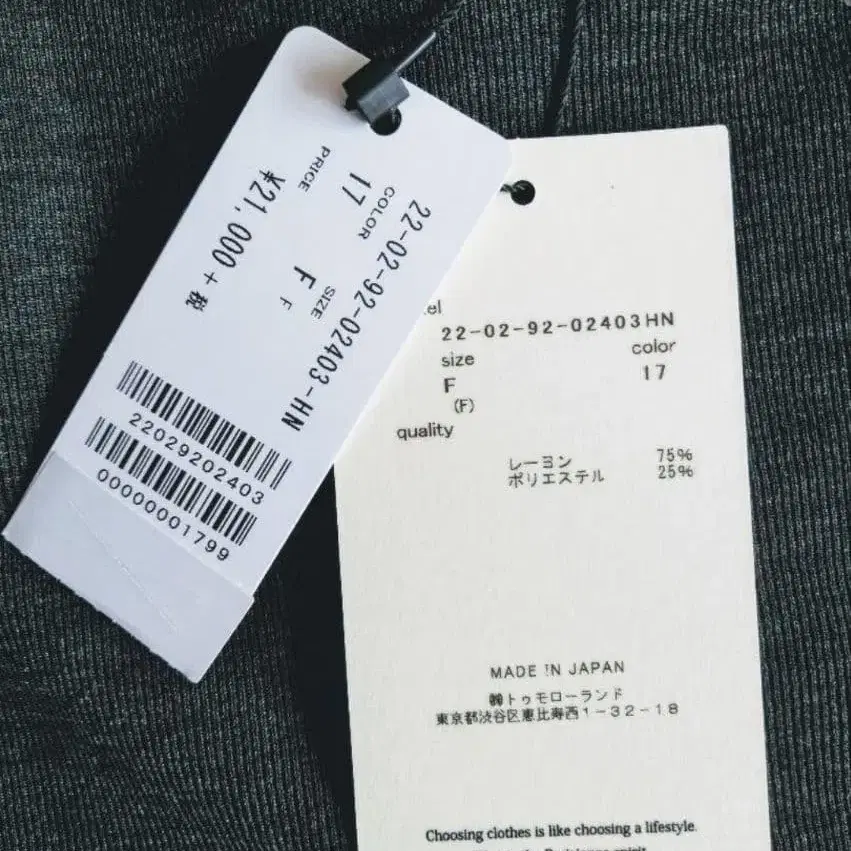 22-02-92-02403-HN
COLOR SIZE
17 F
F
PRICE
¥21,000 + 税
22029202403
00000001799
22-02-92-02403HN
size color
F 17
(F)
quality
レーヨン 75%
ポリエステル 25%
MADE IN JAPAN
㈱トゥモローランド
東京都渋谷区恵比寿西1-32-18
Choosing clothes is like choosing a lifestyle.